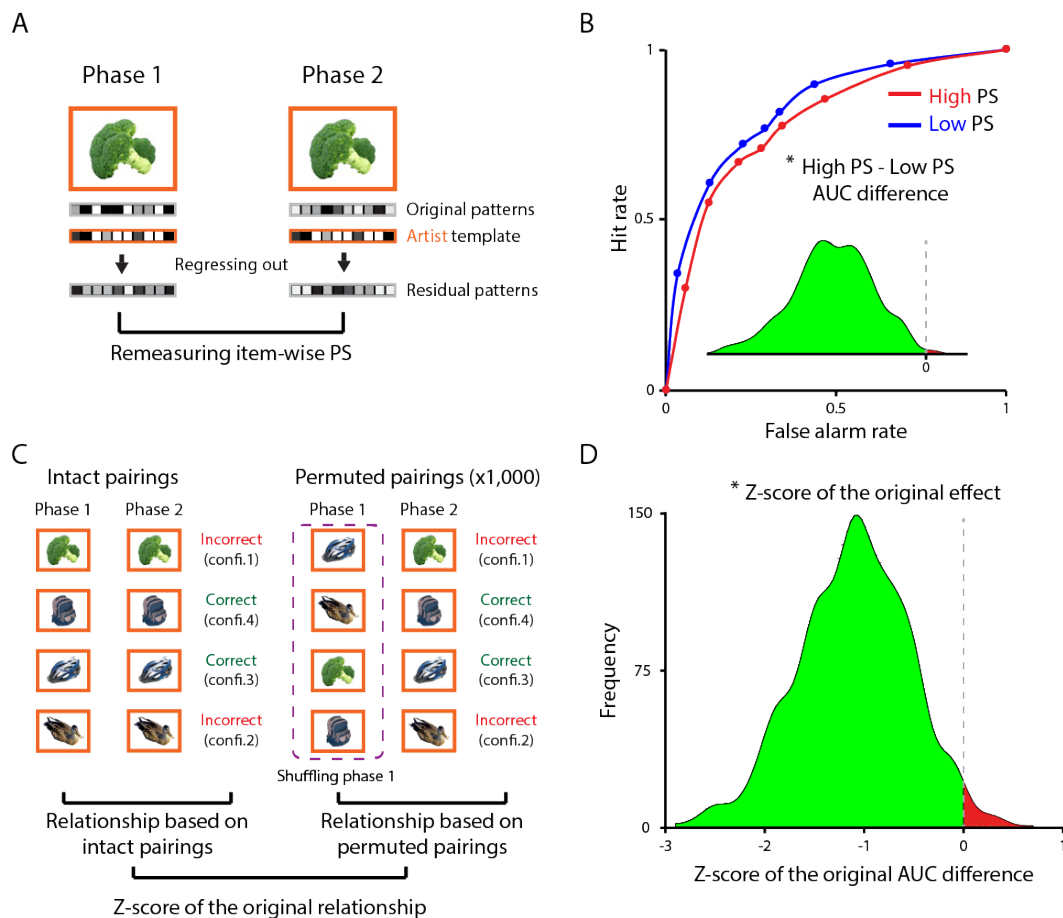 A
Phase 1
Phase 2
Original patterns
Artist template
Regressing out
Residual patterns
Remeasuring item-wise PS
B
1
High PS
Low PS
* High PS - Low PS
AUC difference
Hit rate
0.5
0
0
0
0.5
1
False alarm rate
C
Intact pairings
Permuted pairings (x1,000)
Phase 1
Phase 2
Phase 1
Phase 2
Incorrect
(confi.1)
Incorrect
(confi.1)
Correct
(confi.4)
Correct
(confi.4)
Correct
(confi.3)
Correct
(confi.3)
Incorrect
(confi.2)
Incorrect
(confi.2)
Shuffling phase 1
Relationship based on
intact pairings
Relationship based on
permuted pairings
Z-score of the original relationship
D
* Z-score of the original effect
150
Frequency
75
0
-3
-2
-1
0
1
Z-score of the original AUC difference